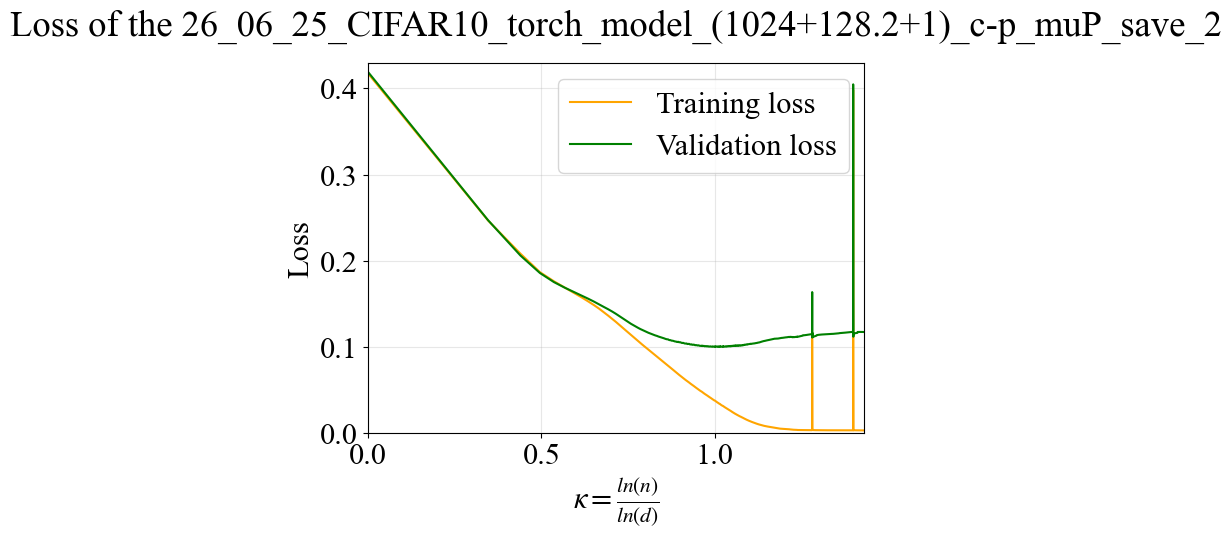 Loss of the 26_06_25_CIFAR10_torch_model_(1024+128.2+1)_c-p_muP_save_2
0.4
Training loss
Validation loss
0.3
Loss
0.2
0.1
0.0
0.0 0.5 1.0
κ = ln(n) / ln(d)